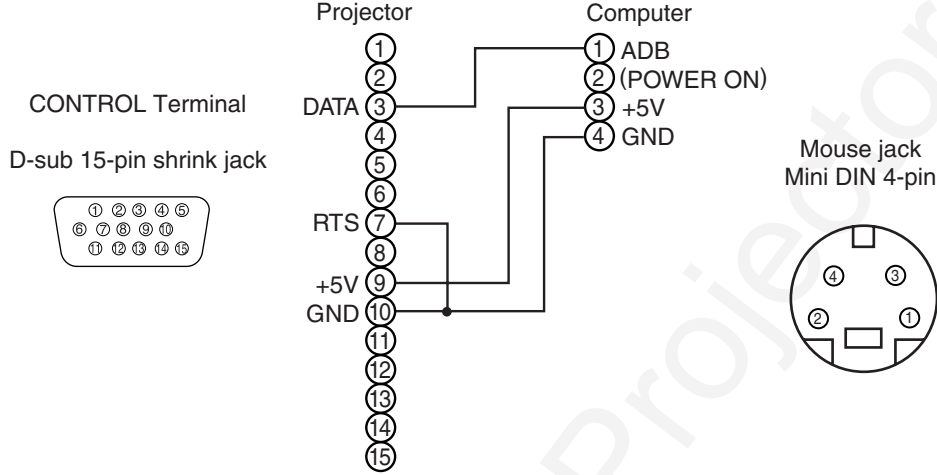 Projector
Computer
CONTROL Terminal
D-sub 15-pin shrink jack
① ② ③ ④ ⑤
⑥ ⑦ ⑧ ⑨ ⑩
⑪ ⑫ ⑬ ⑭ ⑮
①
②
DATA ③
④
⑤
⑥
RTS ⑦
⑧
+5V ⑨
GND ⑩
⑪
⑫
⑬
⑭
⑮
① ADB
② (POWER ON)
③ +5V
④ GND
Mouse jack
Mini DIN 4-pin
④ ③
② ①
Projector